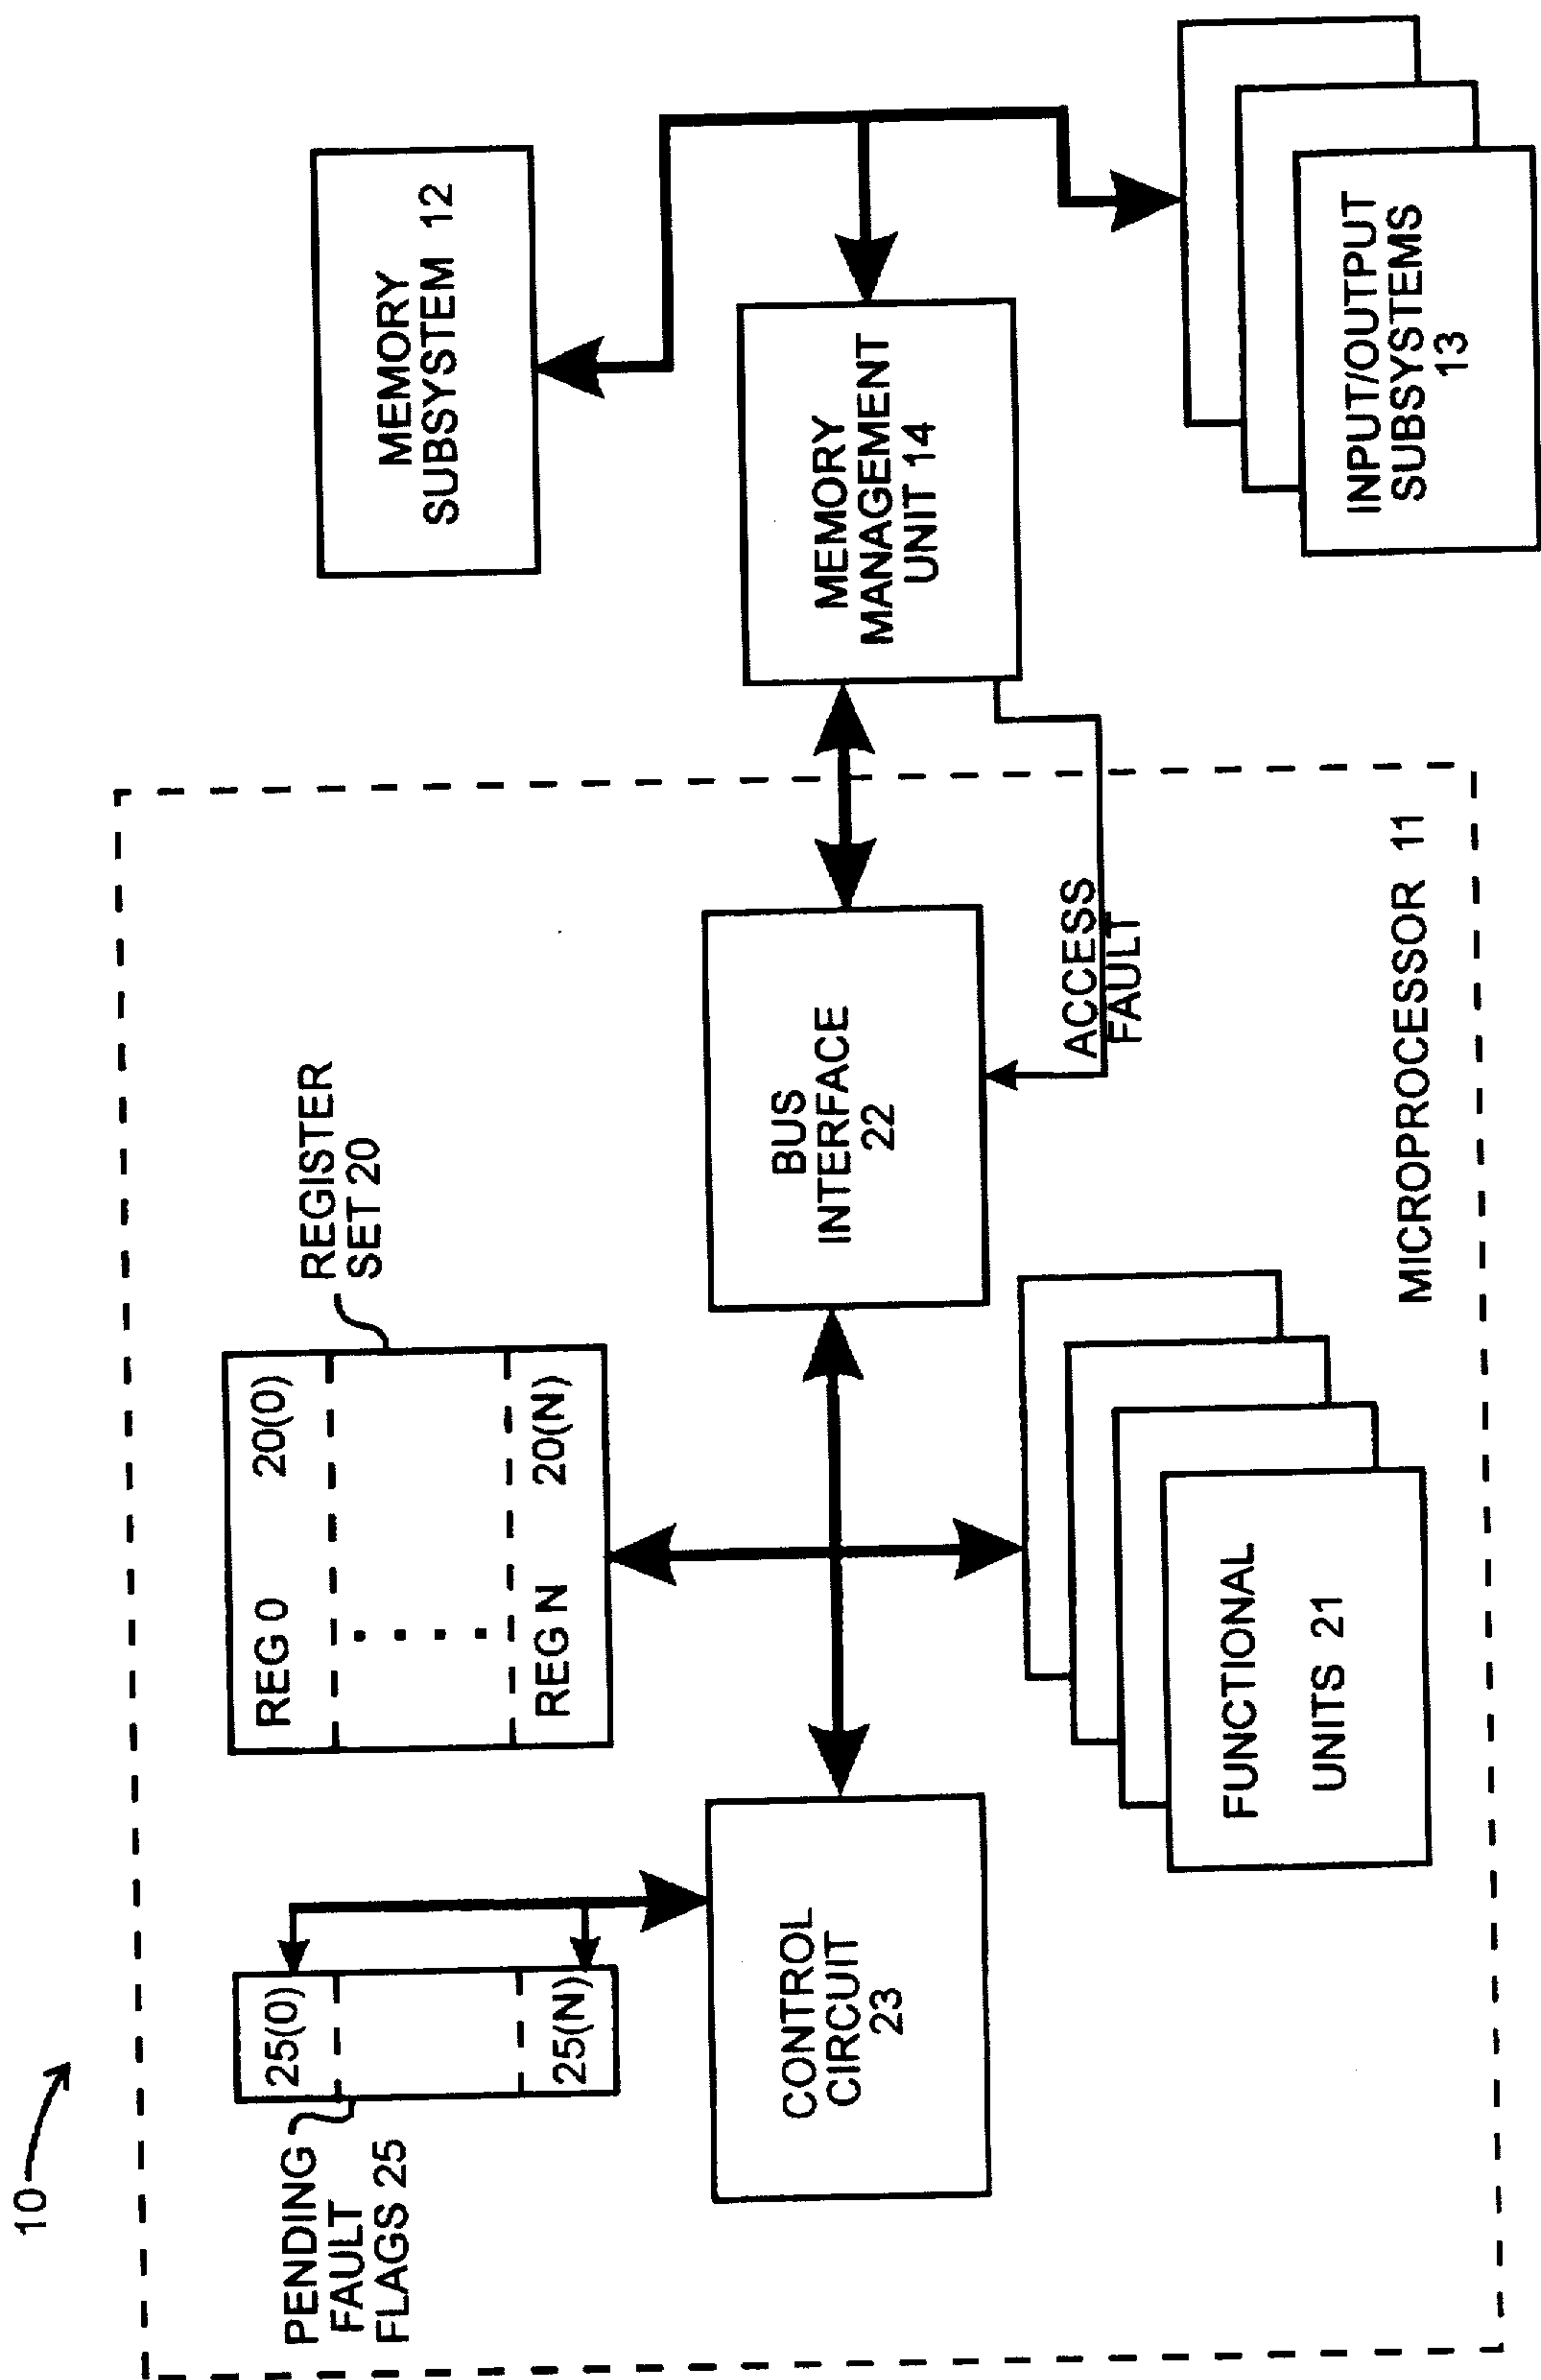 10
PENDING
FAULT
FLAGS 25
25(0)
25(N)
REG 0 20(0)
REG N 20(N)
REGISTER
SET 20
CONTROL
CIRCUIT
23
FUNCTIONAL
UNITS 21
BUS
INTERFACE
22
ACCESS
FAULT
MICROPROCESSOR 11
MEMORY
SUBSYSTEM 12
MEMORY
MANAGEMENT
UNIT 14
INPUT/OUTPUT
SUBSYSTEMS
13